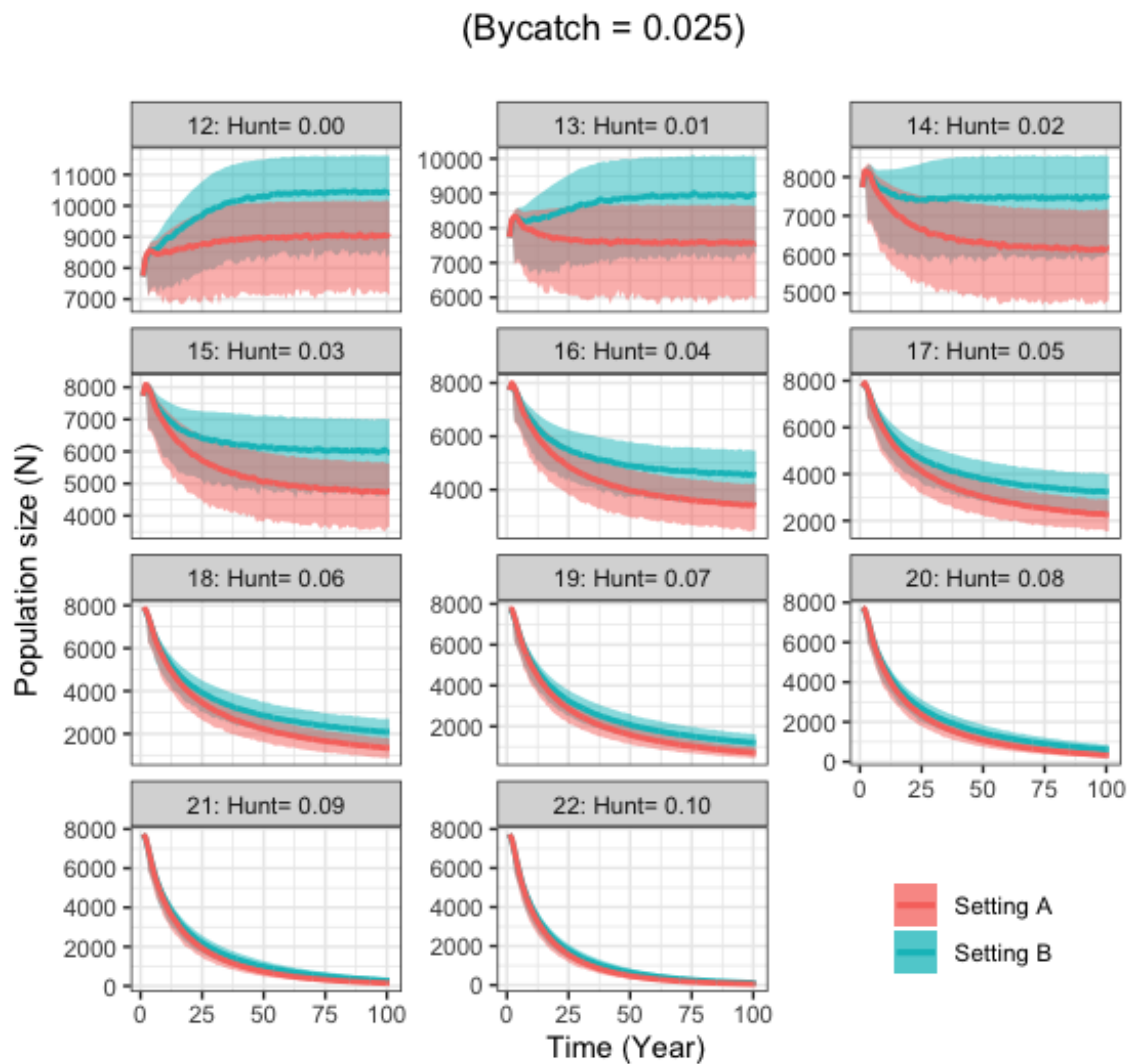 (Bycatch = 0.025)
12: Hunt= 0.00
13: Hunt= 0.01
14: Hunt= 0.02
11000
10000
9000
8000
7000
10000
9000
8000
7000
6000
8000
7000
6000
5000
15: Hunt= 0.03
16: Hunt= 0.04
17: Hunt= 0.05
8000
7000
6000
5000
4000
8000
6000
4000
8000
6000
4000
2000
Population size (N)
18: Hunt= 0.06
19: Hunt= 0.07
20: Hunt= 0.08
8000
6000
4000
2000
8000
6000
4000
2000
8000
6000
4000
2000
0
0 25 50 75 100
21: Hunt= 0.09
22: Hunt= 0.10
8000
6000
4000
2000
0
8000
6000
4000
2000
0
Setting A
Setting B
0 25 50 75 100
0 25 50 75 100
Time (Year)